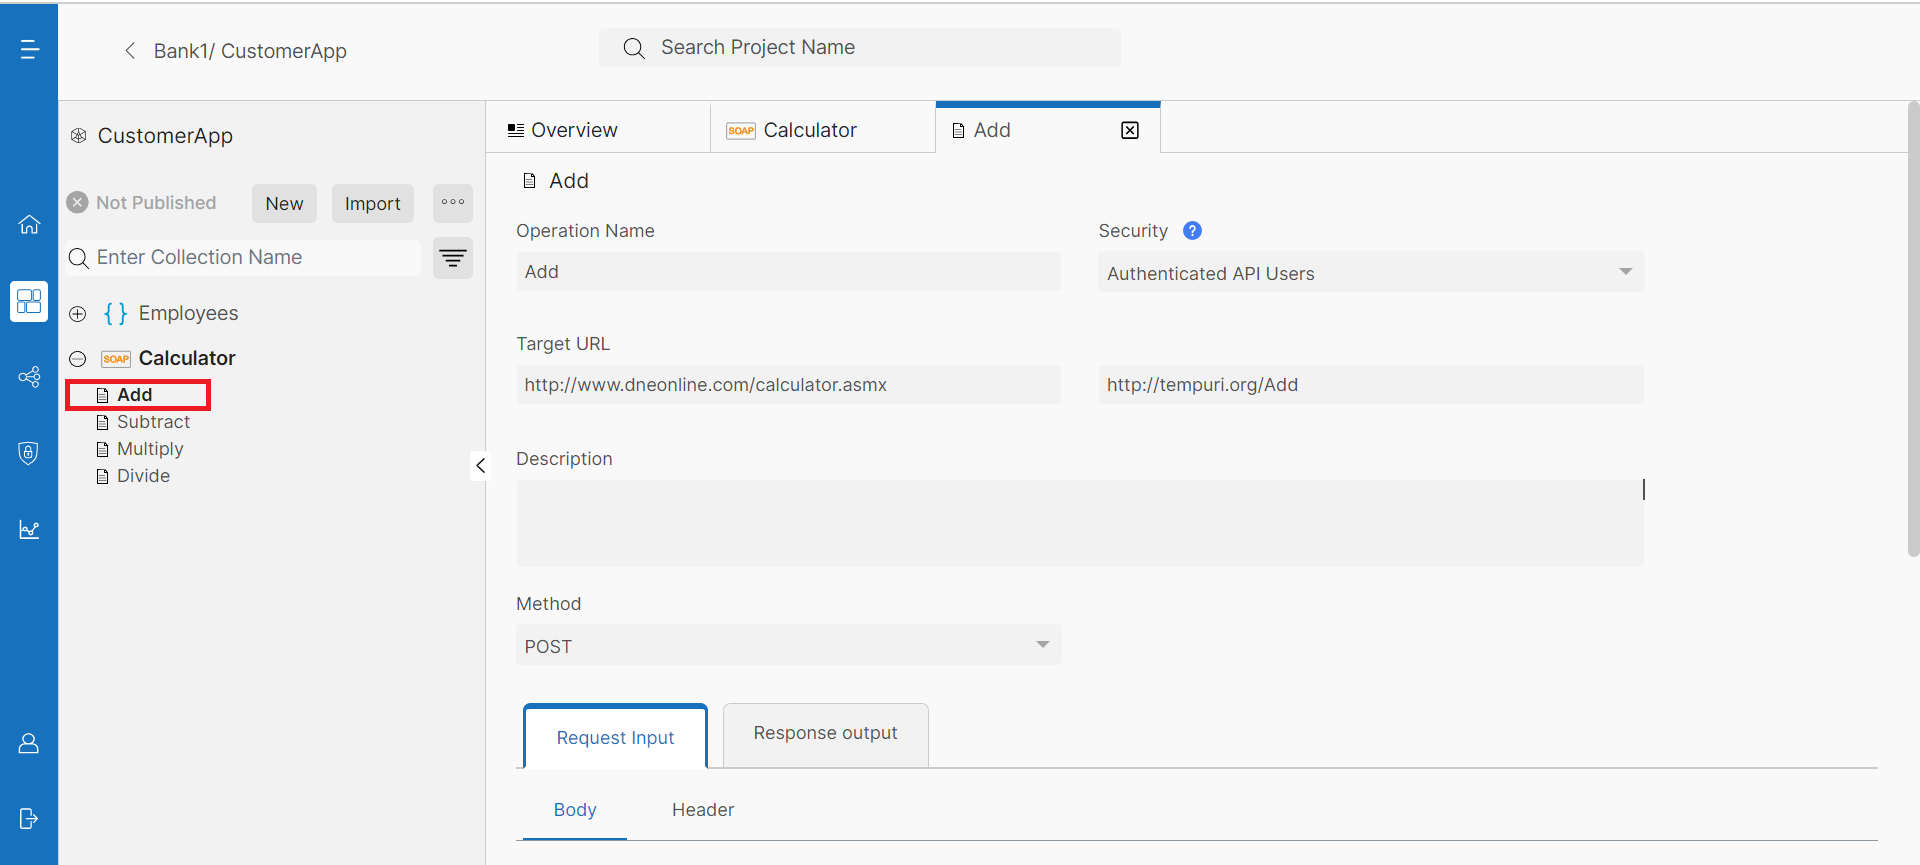 Bank1/ CustomerApp
Search Project Name
CustomerApp
Not Published
New
Import
Enter Collection Name
{ } Employees
SOAP Calculator
Add
Subtract
Multiply
Divide
Overview
SOAP Calculator
Add
Add
Operation Name
Security ?
Add
Authenticated API Users
Target URL
http://www.dneonline.com/calculator.asmx
http://tempuri.org/Add
Description
Method
POST
Request Input
Response output
Body
Header